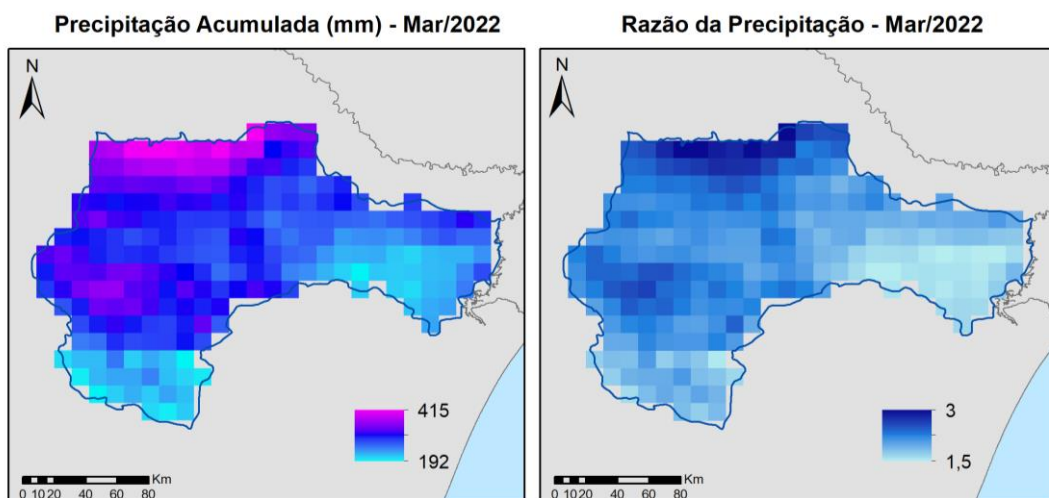 Precipitação Acumulada (mm) - Mar/2022
N
415
192
Km
0 10 20 40 60 80
Razão da Precipitação - Mar/2022
N
3
1,5
Km
0 10 20 40 60 80